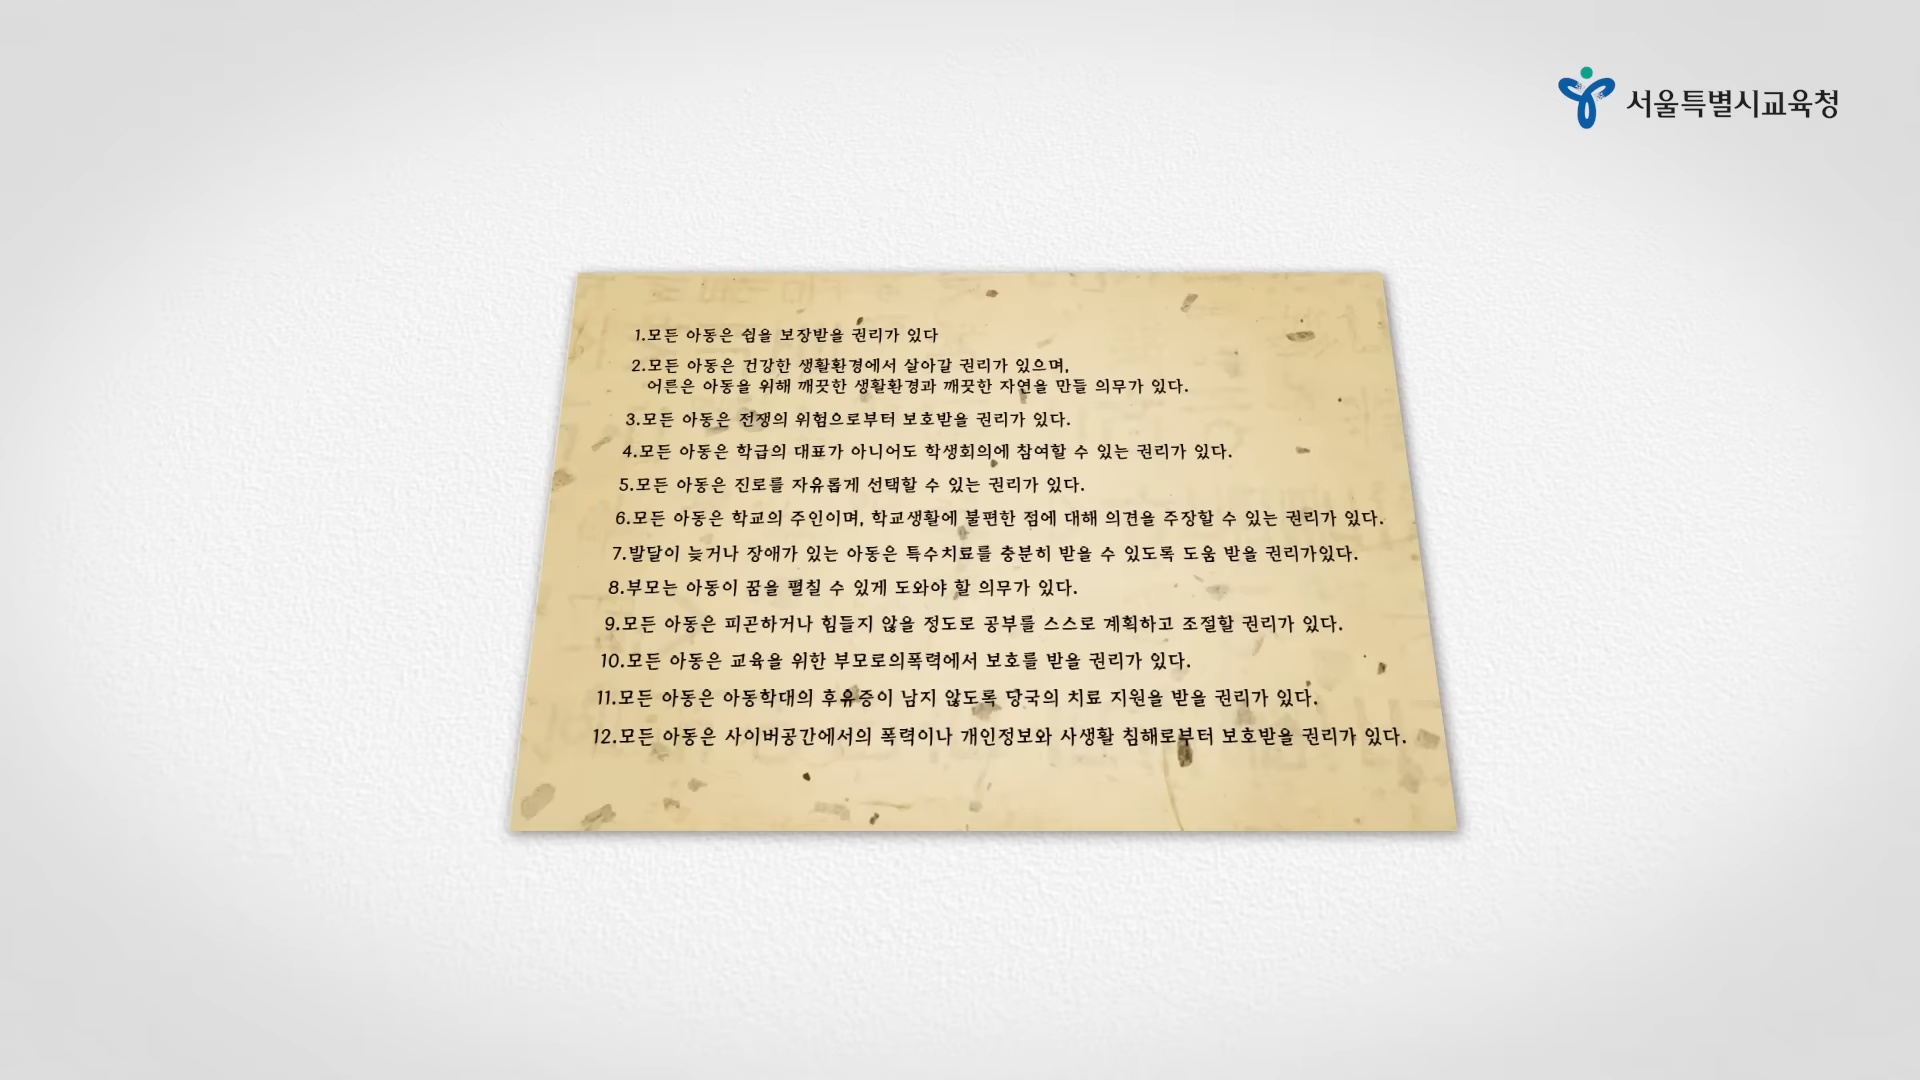 서울특별시교육청
1.모든 아동은 쉼을 보장받을 권리가 있다
2.모든 아동은 건강한 생활환경에서 살아갈 권리가 있으며,
어른은 아동을 위해 깨끗한 생활환경과 깨끗한 자연을 만들 의무가 있다.
3.모든 아동은 전쟁의 위험으로부터 보호받을 권리가 있다.
4.모든 아동은 학급의 대표가 아니어도 학생회의에 참여할 수 있는 권리가 있다.
5.모든 아동은 진로를 자유롭게 선택할 수 있는 권리가 있다.
6.모든 아동은 학교의 주인이며, 학교생활에 불편한 점에 대해 의견을 주장할 수 있는 권리가 있다.
7.발달이 늦거나 장애가 있는 아동은 특수치료를 충분히 받을 수 있도록 도움 받을 권리가있다.
8.부모는 아동이 꿈을 펼칠 수 있게 도와야 할 의무가 있다.
9.모든 아동은 피곤하거나 힘들지 않을 정도로 공부를 스스로 계획하고 조절할 권리가 있다.
10.모든 아동은 교육을 위한 부모로의폭력에서 보호를 받을 권리가 있다.
11.모든 아동은 아동학대의 후유증이 남지 않도록 당국의 치료 지원을 받을 권리가 있다.
12.모든 아동은 사이버공간에서의 폭력이나 개인정보와 사생활 침해로부터 보호받을 권리가 있다.